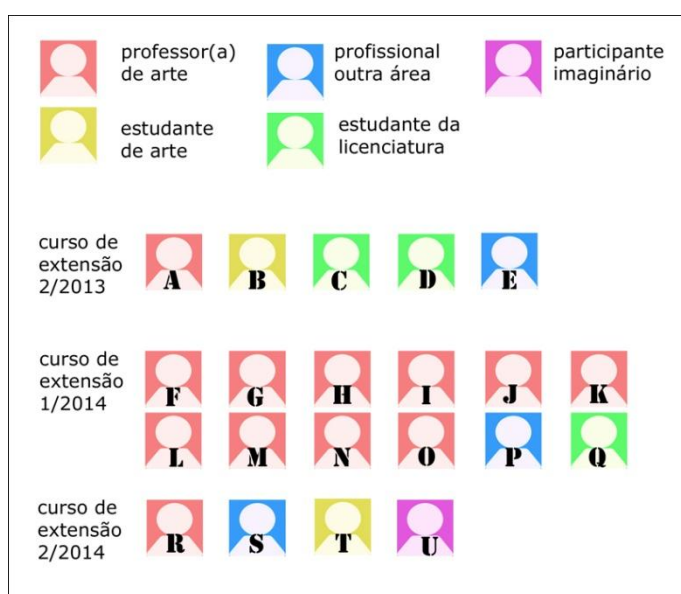 professor(a)
de arte
profissional
outra área
participante
imaginário
estudante
de arte
estudante da
licenciatura
curso de
extensão
2/2013
A B C D E
curso de
extensão
1/2014
F G H I J K
L M N O P Q
curso de
extensão
2/2014
R S T U